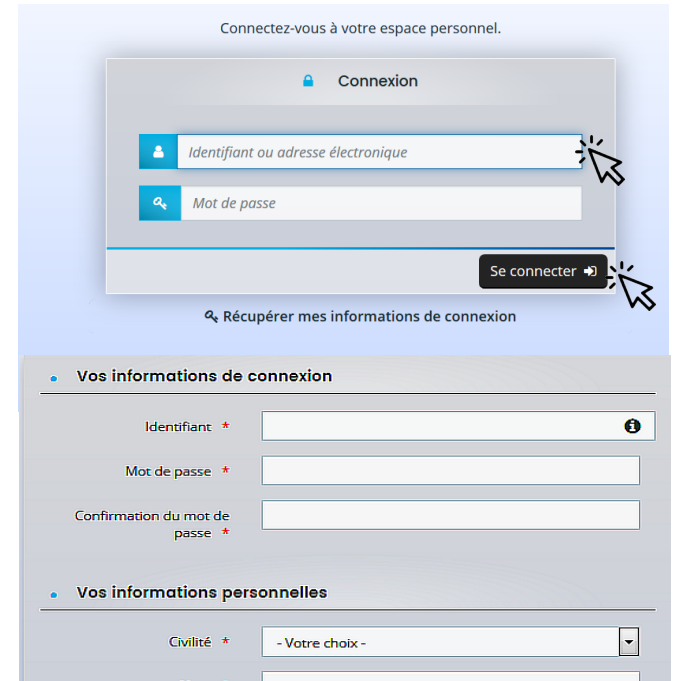 Connectez-vous à votre espace personnel.
Connexion
Identifiant ou adresse électronique
Mot de passe
Se connecter
Récupérer mes informations de connexion
Vos informations de connexion
Identifiant *
Mot de passe *
Confirmation du mot de
passe *
Vos informations personnelles
Civilité * - Votre choix -